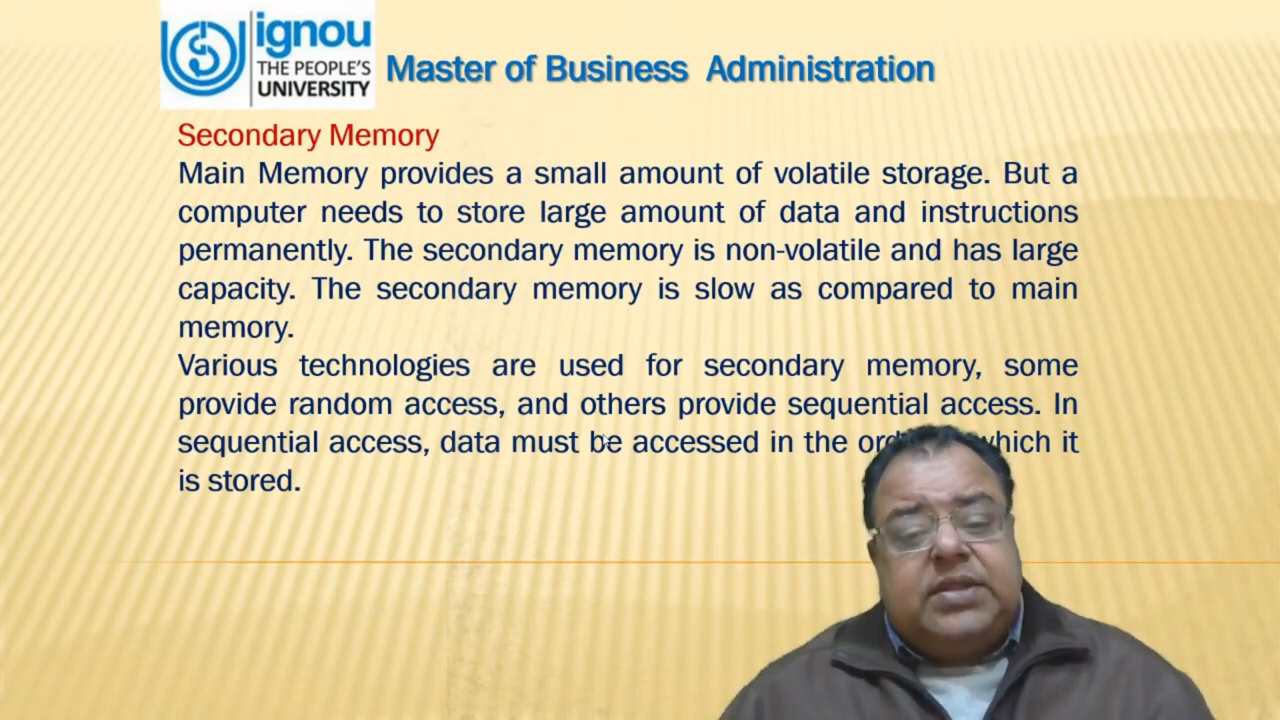 ignou
THE PEOPLE'S
UNIVERSITY
Master of Business Administration
Secondary Memory
Main Memory provides a small amount of volatile storage. But a
computer needs to store large amount of data and instructions
permanently. The secondary memory is non-volatile and has large
capacity. The secondary memory is slow as compared to main
memory.
Various technologies are used for secondary memory, some
provide random access, and others provide sequential access. In
sequential access, data must be accessed in the which it
is stored.